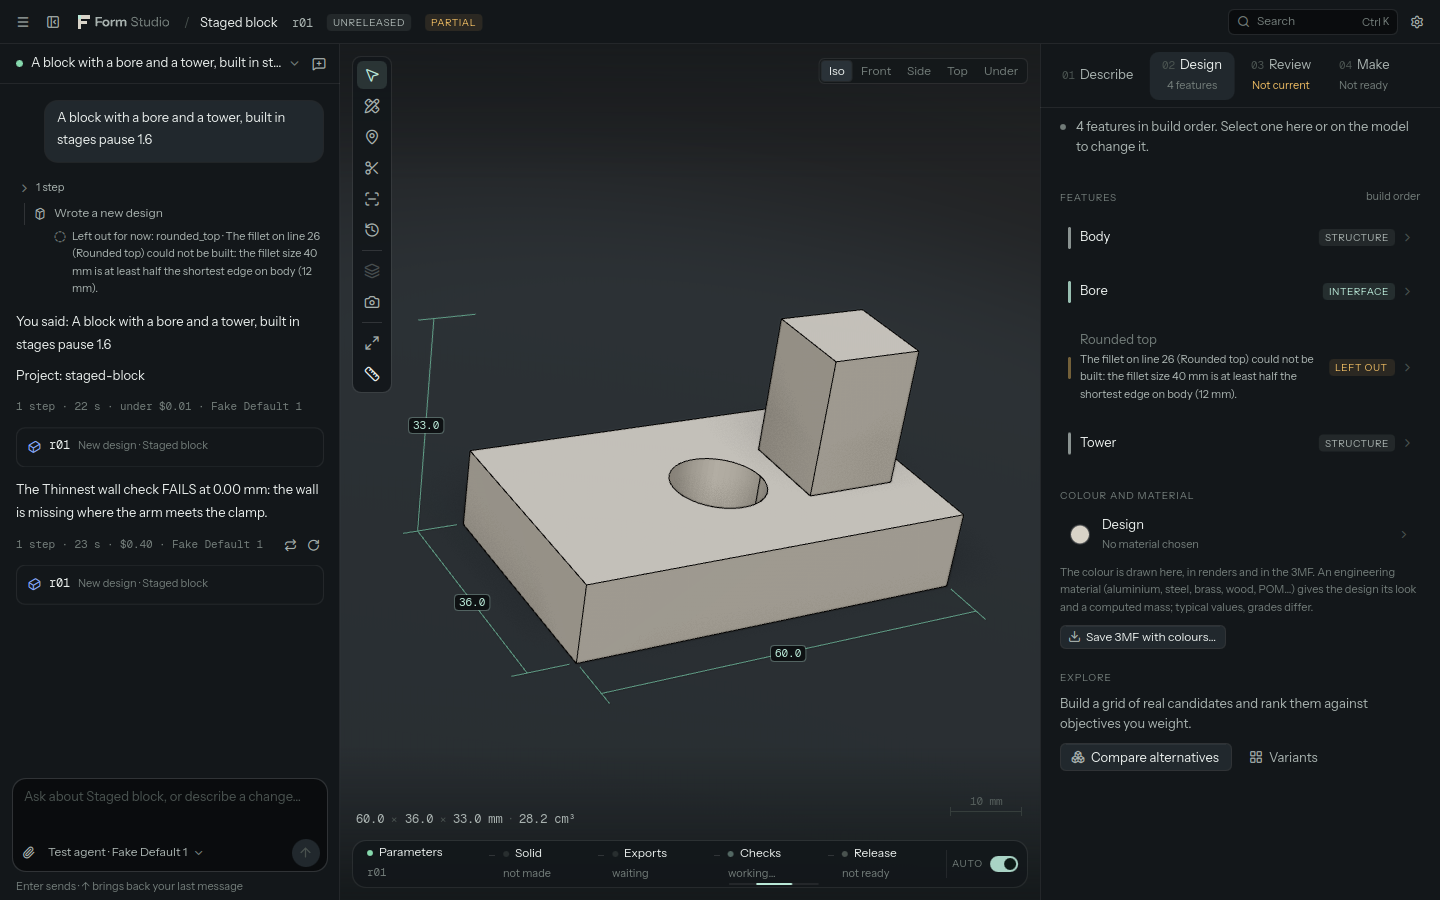 Form Studio / Staged block r01 UNRELEASED PARTIAL
Search Ctrl K
A block with a bore and a tower, built in st...
A block with a bore and a tower, built in
stages pause 1.6
1 step
Wrote a new design
Left out for now: rounded_top · The fillet on line 26
(Rounded top) could not be built: the fillet size 40
mm is at least half the shortest edge on body (12
mm).
You said: A block with a bore and a tower, built in
stages pause 1.6
Project: staged-block
1 step · 22 s · under $0.01 · Fake Default 1
r01 New design · Staged block
The Thinnest wall check FAILS at 0.00 mm: the wall
is missing where the arm meets the clamp.
1 step · 23 s · $0.40 · Fake Default 1
r01 New design · Staged block
Ask about Staged block, or describe a change...
Test agent · Fake Default 1
Enter sends · ↑ brings back your last message
Iso Front Side Top Under
33.0
36.0
60.0
10 mm
60.0 × 36.0 × 33.0 mm · 28.2 cm³
Parameters
r01
Solid
not made
Exports
waiting
Checks
working...
Release
not ready
AUTO
01 Describe
02 Design
4 features
03 Review
Not current
04 Make
Not ready
4 features in build order. Select one here or on the model
to change it.
FEATURES build order
Body STRUCTURE
Bore INTERFACE
Rounded top
The fillet on line 26 (Rounded top) could not be
built: the fillet size 40 mm is at least half the
shortest edge on body (12 mm).
LEFT OUT
Tower STRUCTURE
COLOUR AND MATERIAL
Design
No material chosen
The colour is drawn here, in renders and in the 3MF. An engineering
material (aluminium, steel, brass, wood, POM...) gives the design its look
and a computed mass; typical values, grades differ.
Save 3MF with colours...
EXPLORE
Build a grid of real candidates and rank them against
objectives you weight.
Compare alternatives
Variants